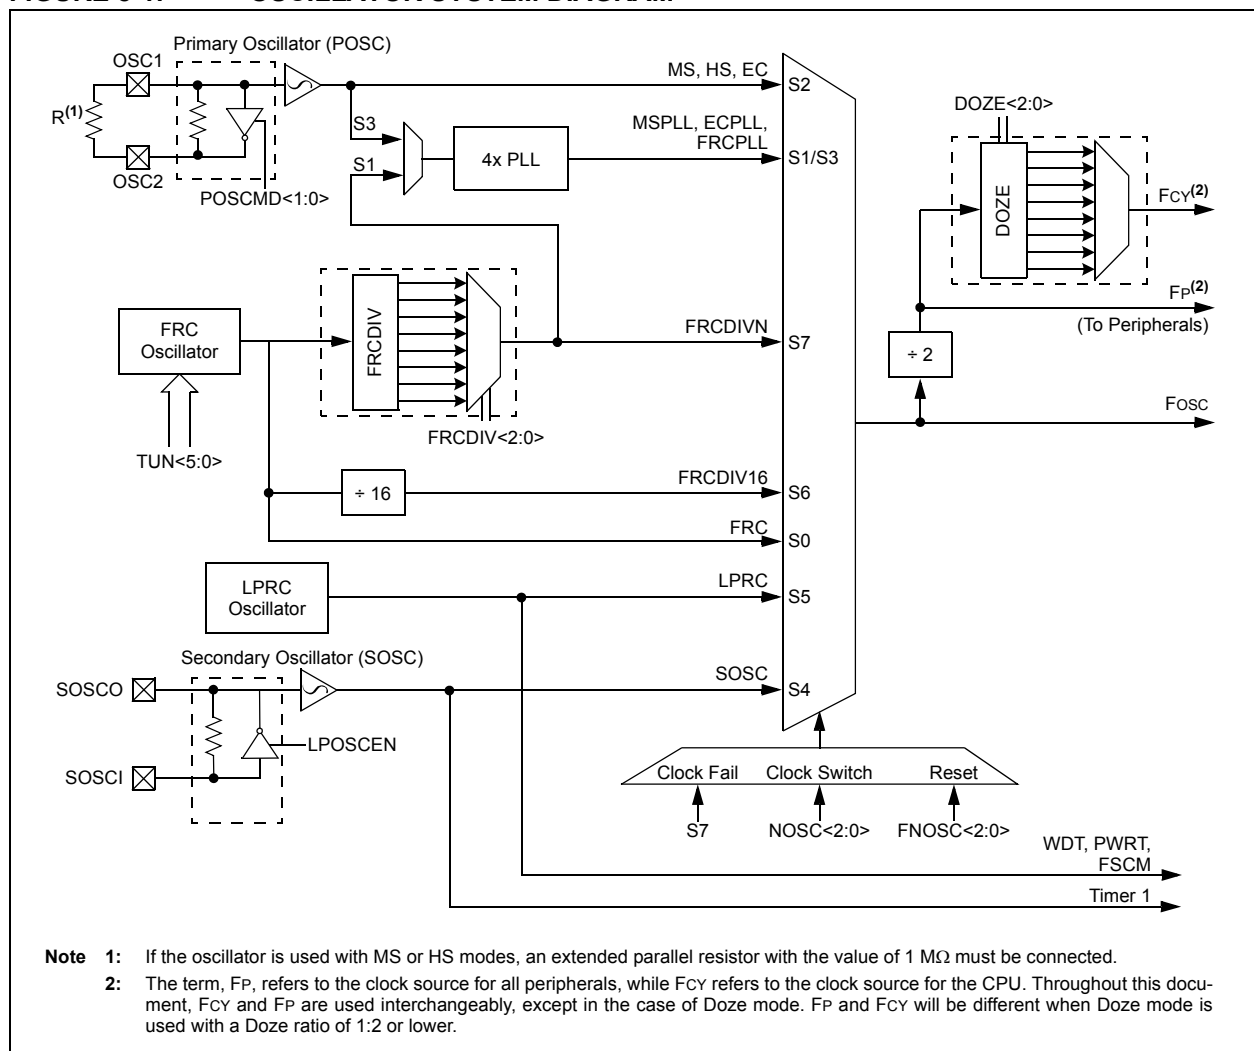 Primary Oscillator (POSC)
OSC1
R(1)
OSC2
POSCMD<1:0>
MS, HS, EC
S2
S3
S1
4x PLL
MSPLL, ECPLL,
FRCPLL
S1/S3
DOZE<2:0>
DOZE
FCY(2)
FP(2)
(To Peripherals)
÷ 2
FOSC
FRC
Oscillator
TUN<5:0>
FRCDIV
FRCDIV<2:0>
FRCDIVN
S7
÷ 16
FRCDIV16
S6
FRC
S0
LPRC
Oscillator
LPRC
S5
Secondary Oscillator (SOSC)
SOSCO
SOSCI
LPOSCEN
SOSC
S4
Clock Fail Clock Switch Reset
S7 NOSC<2:0> FNOSC<2:0>
WDT, PWRT,
FSCM
Timer 1
Note 1: If the oscillator is used with MS or HS modes, an extended parallel resistor with the value of 1 MΩ must be connected.
2: The term, FP, refers to the clock source for all peripherals, while FCY refers to the clock source for the CPU. Throughout this docu-
ment, FCY and FP are used interchangeably, except in the case of Doze mode. FP and FCY will be different when Doze mode is
used with a Doze ratio of 1:2 or lower.